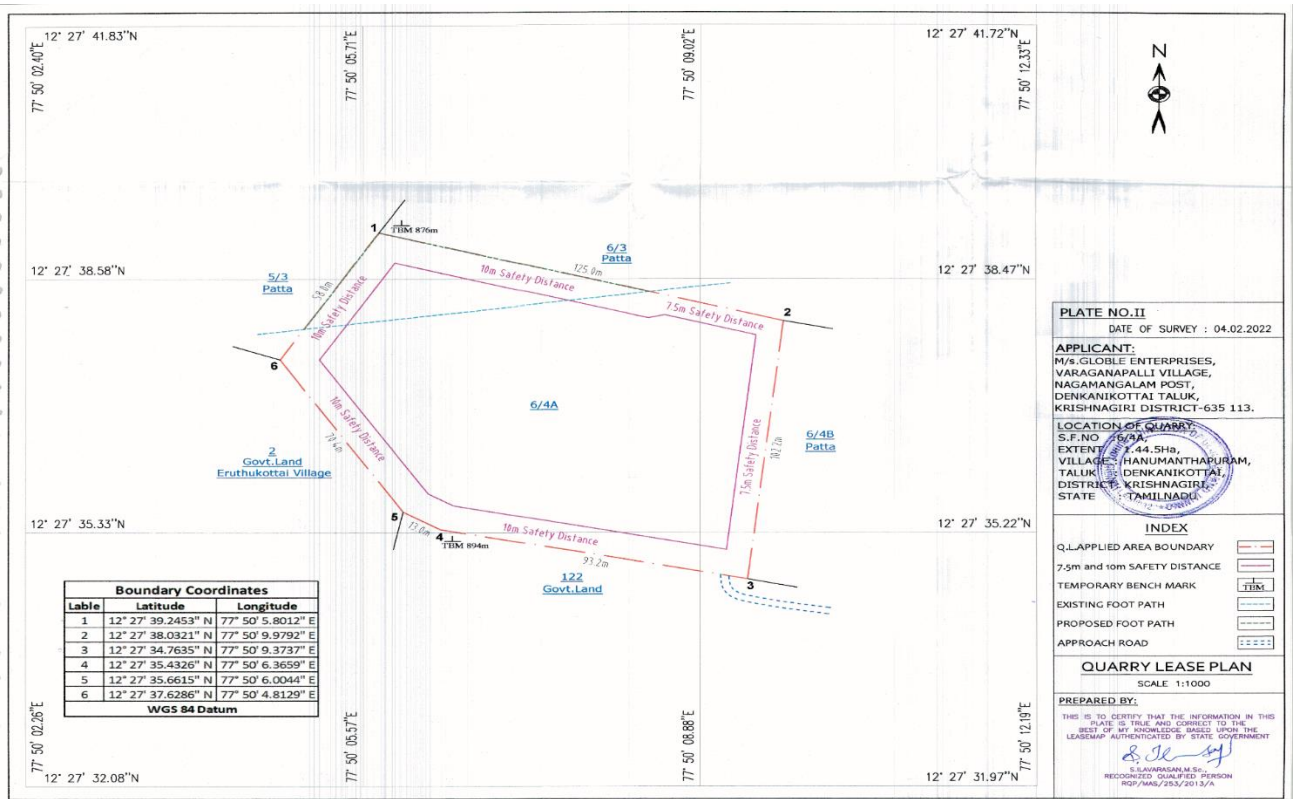 12° 27' 41.83"N
77° 50' 02.40"E
77° 50' 05.71"E
77° 50' 09.02"E
12° 27' 41.72"N
77° 50' 12.33"E
N
1
TBM 876m
6/3
Patta
125.0m
10m Safety Distance
12° 27' 38.58"N
12° 27' 38.47"N
5/3
Patta
58.0m
10m Safety Distance
7.5m Safety Distance
2
6
10m Safety Distance
70.4m
6/4A
6/4B
Patta
7.5m Safety Distance
102.2m
2
Govt.Land
Eruthukottai Village
12° 27' 35.33"N
12° 27' 35.22"N
5
13.0m
4
TBM 894m
10m Safety Distance
93.2m
3
122
Govt.Land
Boundary Coordinates
Lable Latitude Longitude
1 12° 27' 39.2453" N 77° 50' 5.8012" E
2 12° 27' 38.0321" N 77° 50' 9.9792" E
3 12° 27' 34.7635" N 77° 50' 9.3737" E
4 12° 27' 35.4326" N 77° 50' 6.3659" E
5 12° 27' 35.6615" N 77° 50' 6.0044" E
6 12° 27' 37.6286" N 77° 50' 4.8129" E
WGS 84 Datum
77° 50' 02.26"E
77° 50' 05.57"E
77° 50' 08.88"E
77° 50' 12.19"E
12° 27' 32.08"N
12° 27' 31.97"N
PLATE NO.II
DATE OF SURVEY : 04.02.2022
APPLICANT:
M/s.GLOBLE ENTERPRISES,
VARAGANAPALLI VILLAGE,
NAGAMANGALAM POST,
DENKANIKOTTAI TALUK,
KRISHNAGIRI DISTRICT-635 113.
LOCATION OF QUARRY:
S.F.NO : 6/4A,
EXTENT : 1.44.5Ha,
VILLAGE : HANUMANTHAPURAM,
TALUK : DENKANIKOTTAI,
DISTRICT : KRISHNAGIRI,
STATE : TAMILNADU
INDEX
Q.L.APPLIED AREA BOUNDARY
7.5m and 10m SAFETY DISTANCE
TEMPORARY BENCH MARK
TBM
EXISTING FOOT PATH
PROPOSED FOOT PATH
APPROACH ROAD
QUARRY LEASE PLAN
SCALE 1:1000
PREPARED BY:
THIS IS TO CERTIFY THAT THE INFORMATION IN THIS
PLATE IS TRUE AND CORRECT TO THE
BEST OF MY KNOWLEDGE BASED UPON THE
LEASEMAP AUTHENTICATED BY STATE GOVERNMENT
S.ILAVARASAN,M.Sc.,
RECOGNIZED QUALIFIED PERSON
RQP/MAS/253/2013/A